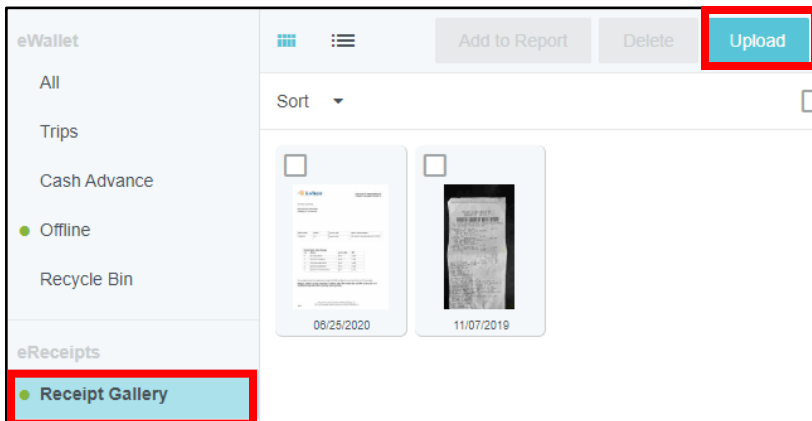 eWallet
All
Trips
Cash Advance
Offline
Recycle Bin
eReceipts
Receipt Gallery
Add to Report Delete Upload
Sort
06/25/2020 11/07/2019